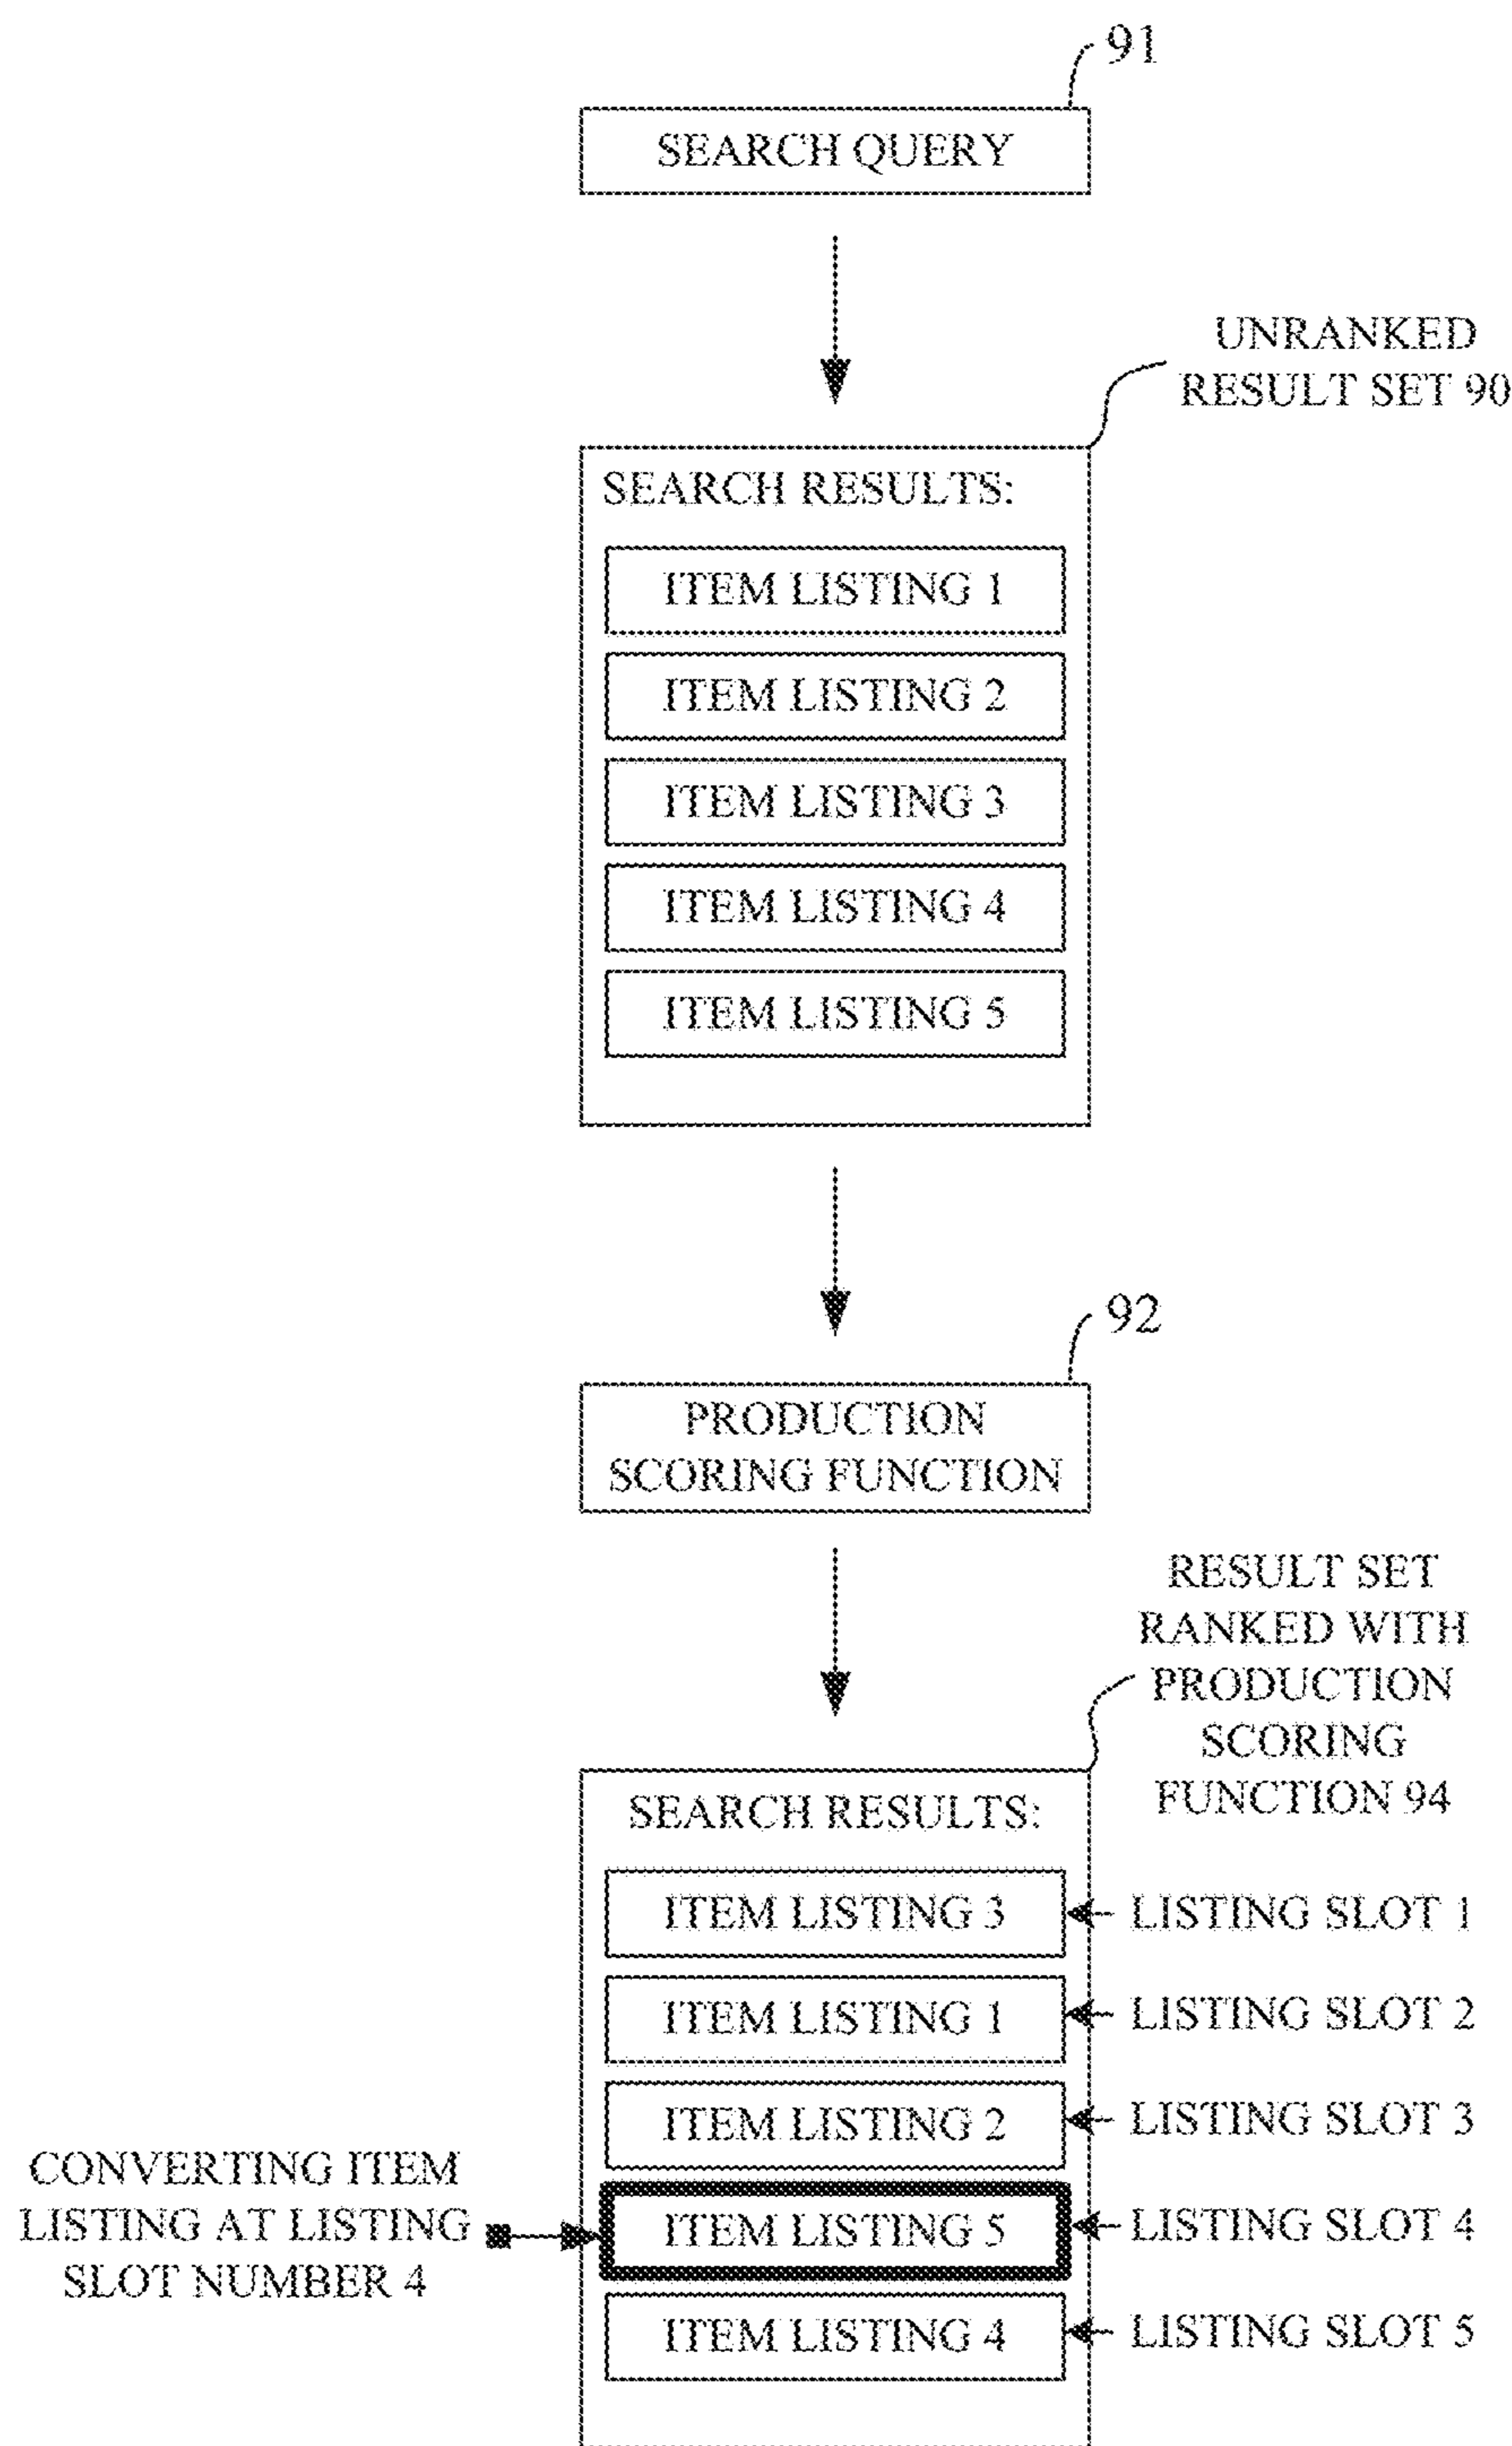 91
SEARCH QUERY
UNRANKED
RESULT SET 90
SEARCH RESULTS:
ITEM LISTING 1
ITEM LISTING 2
ITEM LISTING 3
ITEM LISTING 4
ITEM LISTING 5
92
PRODUCTION
SCORING FUNCTION
RESULT SET
RANKED WITH
PRODUCTION
SCORING
FUNCTION 94
SEARCH RESULTS:
ITEM LISTING 3
LISTING SLOT 1
ITEM LISTING 1
LISTING SLOT 2
ITEM LISTING 2
LISTING SLOT 3
CONVERTING ITEM
LISTING AT LISTING
SLOT NUMBER 4
ITEM LISTING 5
LISTING SLOT 4
ITEM LISTING 4
LISTING SLOT 5